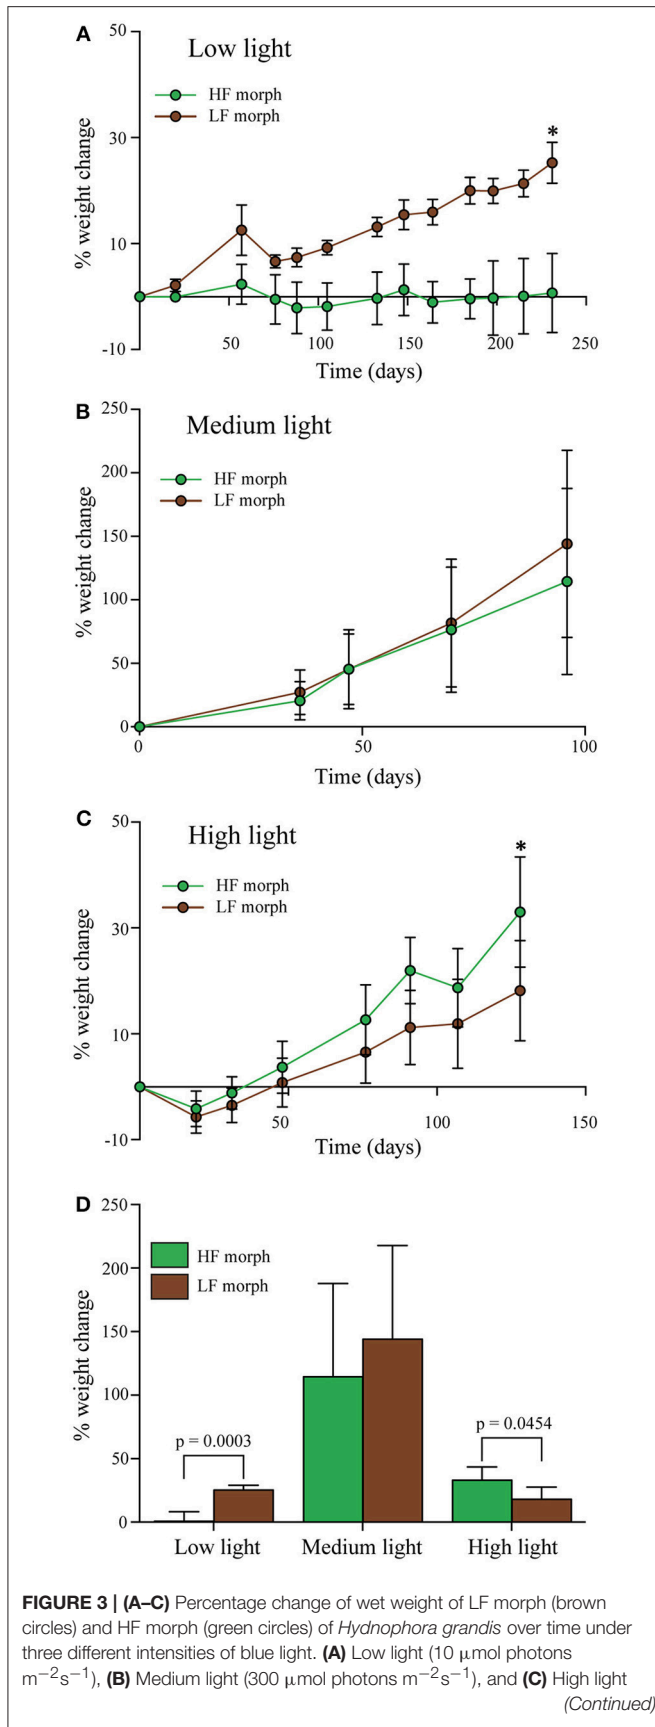 A
Low light
50
30
10
-10
HF morph
LF morph
*
% weight change
50
100
150
200
250
Time (days)
B
Medium light
250
200
150
100
50
0
HF morph
LF morph
% weight change
0
50
100
Time (days)
C
High light
50
30
10
-10
HF morph
LF morph
*
% weight change
50
100
150
Time (days)
D
250
200
150
100
50
0
HF morph
LF morph
% weight change
p = 0.0003
p = 0.0454
Low light
Medium light
High light
FIGURE 3 | (A–C) Percentage change of wet weight of LF morph (brown
circles) and HF morph (green circles) of Hydnophora grandis over time under
three different intensities of blue light. (A) Low light (10 μmol photons
m−2s−1), (B) Medium light (300 μmol photons m−2s−1), and (C) High light
(Continued)